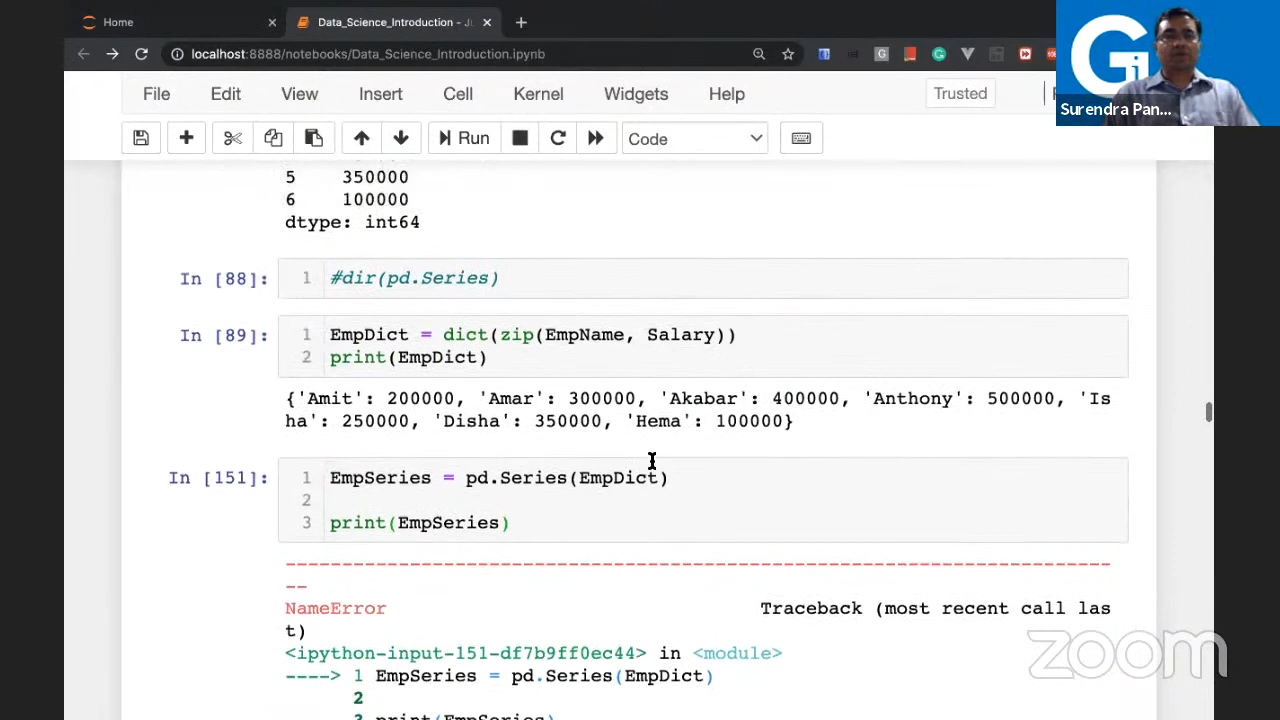 Home
Data_Science_Introduction - Ju
localhost:8888/notebooks/Data_Science_Introduction.ipynb
Gi
Surendra Pan...
File Edit View Insert Cell Kernel Widgets Help Trusted
Run Code
5 350000
6 100000
dtype: int64
In [88]: 1 #dir(pd.Series)
In [89]: 1 EmpDict = dict(zip(EmpName, Salary))
2 print(EmpDict)
{'Amit': 200000, 'Amar': 300000, 'Akabar': 400000, 'Anthony': 500000, 'Is
ha': 250000, 'Disha': 350000, 'Hema': 100000}
In [151]: 1 EmpSeries = pd.Series(EmpDict)
2
3 print(EmpSeries)
---------------------------------------------------------------------------
NameError Traceback (most recent call las
t)
<ipython-input-151-df7b9ff0ec44> in <module>
----> 1 EmpSeries = pd.Series(EmpDict)
2
3 print(EmpSeries)
zoom